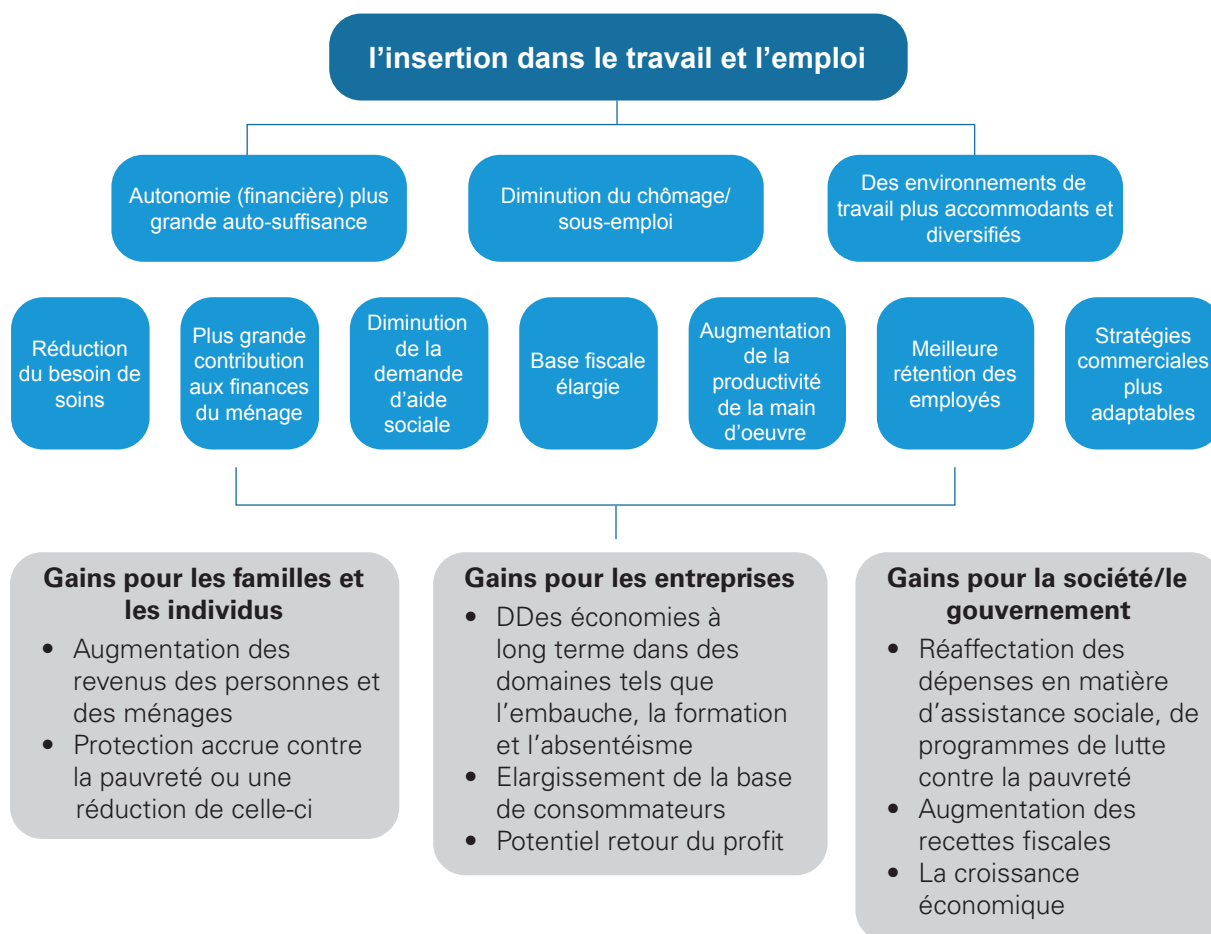 l’insertion dans le travail et l’emploi
Autonomie (financière) plus
grande auto-suffisance
Diminution du chômage/
sous-emploi
Des environnements de
travail plus accommodants et
diversifiés
Réduction
du besoin de
soins
Plus grande
contribution
aux finances
du ménage
Diminution
de la
demande
d’aide
sociale
Base fiscale
élargie
Augmentation
de la
productivité
de la main
d’oeuvre
Meilleure
rétention des
employés
Stratégies
commerciales
plus
adaptables
Gains pour les familles et
les individus
• Augmentation des
revenus des personnes et
des ménages
• Protection accrue contre
la pauvreté ou une
réduction de celle-ci
Gains pour les entreprises
• DDes économies à
long terme dans des
domaines tels que
l’embauche, la formation
et l’absentéisme
• Elargissement de la base
de consommateurs
• Potentiel retour du profit
Gains pour la société/le
gouvernement
• Réaffectation des
dépenses en matière
d’assistance sociale, de
programmes de lutte
contre la pauvreté
• Augmentation des
recettes fiscales
• La croissance
économique